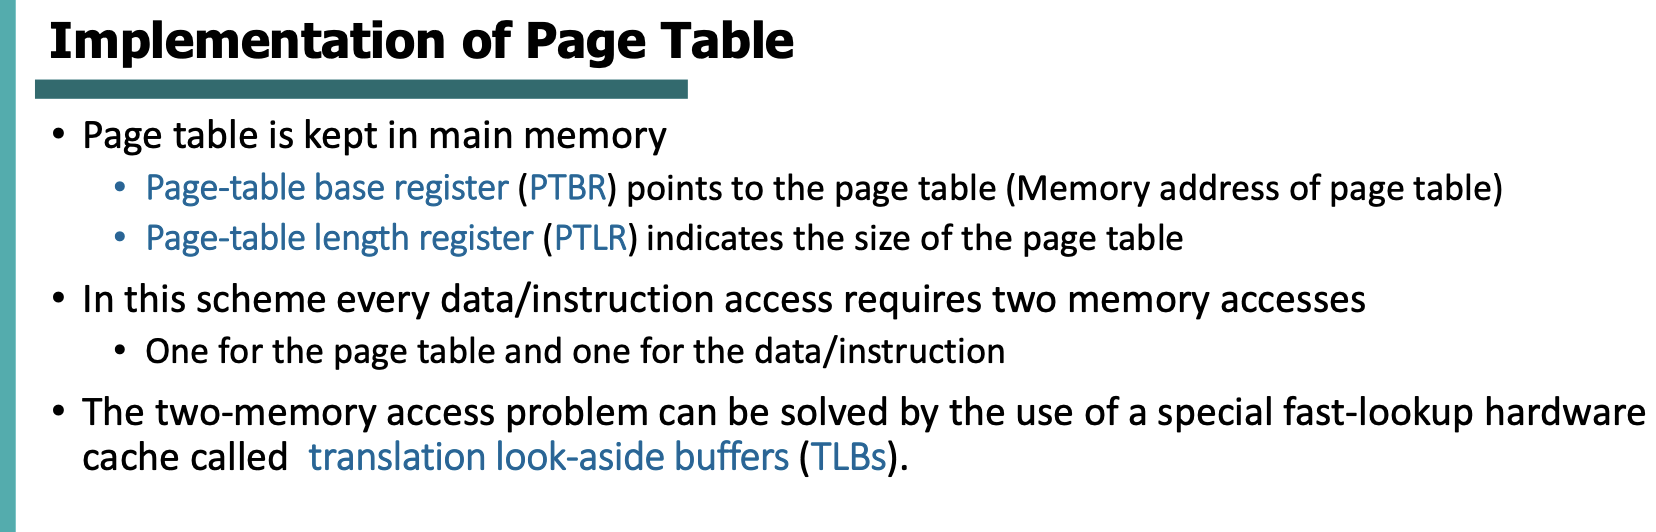 Implementation of Page Table
• Page table is kept in main memory
• Page-table base register (PTBR) points to the page table (Memory address of page table)
• Page-table length register (PTLR) indicates the size of the page table
• In this scheme every data/instruction access requires two memory accesses
• One for the page table and one for the data/instruction
• The two-memory access problem can be solved by the use of a special fast-lookup hardware
cache called translation look-aside buffers (TLBs).